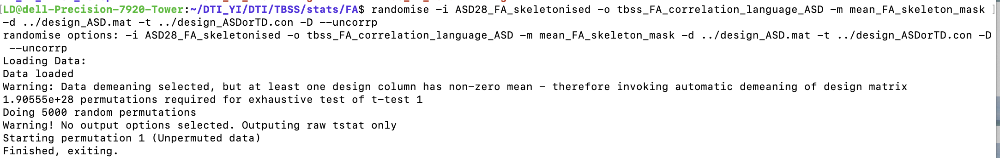 LD@dell-Precision-7920-Tower:~/DTI_YI/DTI/TBSS/stats/FA$ randomise -i ASD28_FA_skeletonised -o tbss_FA_correlation_language_ASD -m mean_FA_skeleton_mask
-d ../design_ASD.mat -t ../design_ASDorTD.con -D --uncorrp
randomise options: -i ASD28_FA_skeletonised -o tbss_FA_correlation_language_ASD -m mean_FA_skeleton_mask -d ../design_ASD.mat -t ../design_ASDorTD.con -D
--uncorrp
Loading Data:
Data loaded
Warning: Data demeaning selected, but at least one design column has non-zero mean - therefore invoking automatic demeaning of design matrix
1.90555e+28 permutations required for exhaustive test of t-test 1
Doing 5000 random permutations
Warning! No output options selected. Outputing raw tstat only
Starting permutation 1 (Unpermuted data)
Finished, exiting.